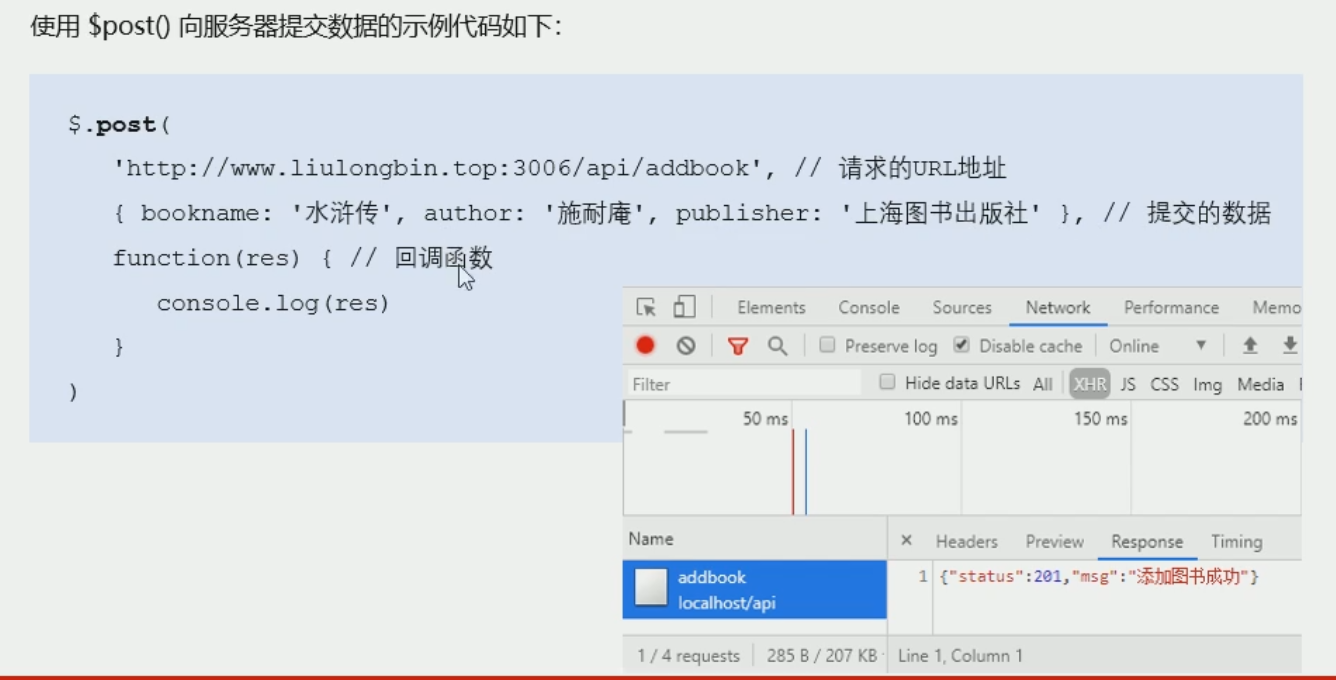 使用 $post() 向服务器提交数据的示例代码如下：
$.post(
'http://www.liulongbin.top:3006/api/addbook', // 请求的URL地址
{ bookname: '水浒传', author: '施耐庵', publisher: '上海图书出版社' }, // 提交的数据
function(res) { // 回调函数
console.log(res)
}
)
Elements Console Sources Network Performance Memo
Preserve log Disable cache Online
Filter Hide data URLs All XHR JS CSS Img Media
50 ms 100 ms 150 ms 200 ms
Name × Headers Preview Response Timing
addbook
localhost/api
1 {"status":201,"msg":"添加图书成功"}
1 / 4 requests 285 B / 207 KB Line 1, Column 1